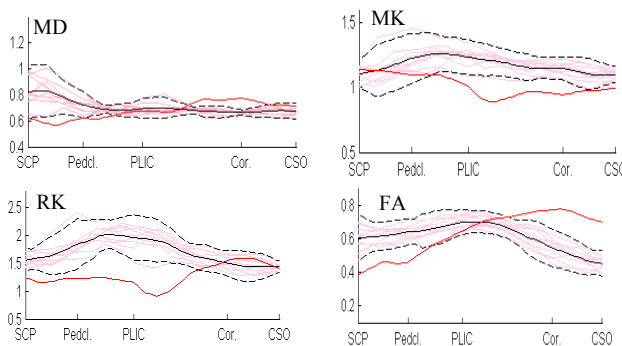 MD
1.2
1
0.8
0.6
0.4
SCP Pedcl. PLIC Cor. CSO
MK
1.5
1
0.5
SCP Pedcl. PLIC Cor. CSO
RK
2.5
2
1.5
1
0.5
SCP Pedcl. PLIC Cor. CSO
FA
0.8
0.6
0.4
0.2
SCP Pedcl. PLIC Cor. CSO